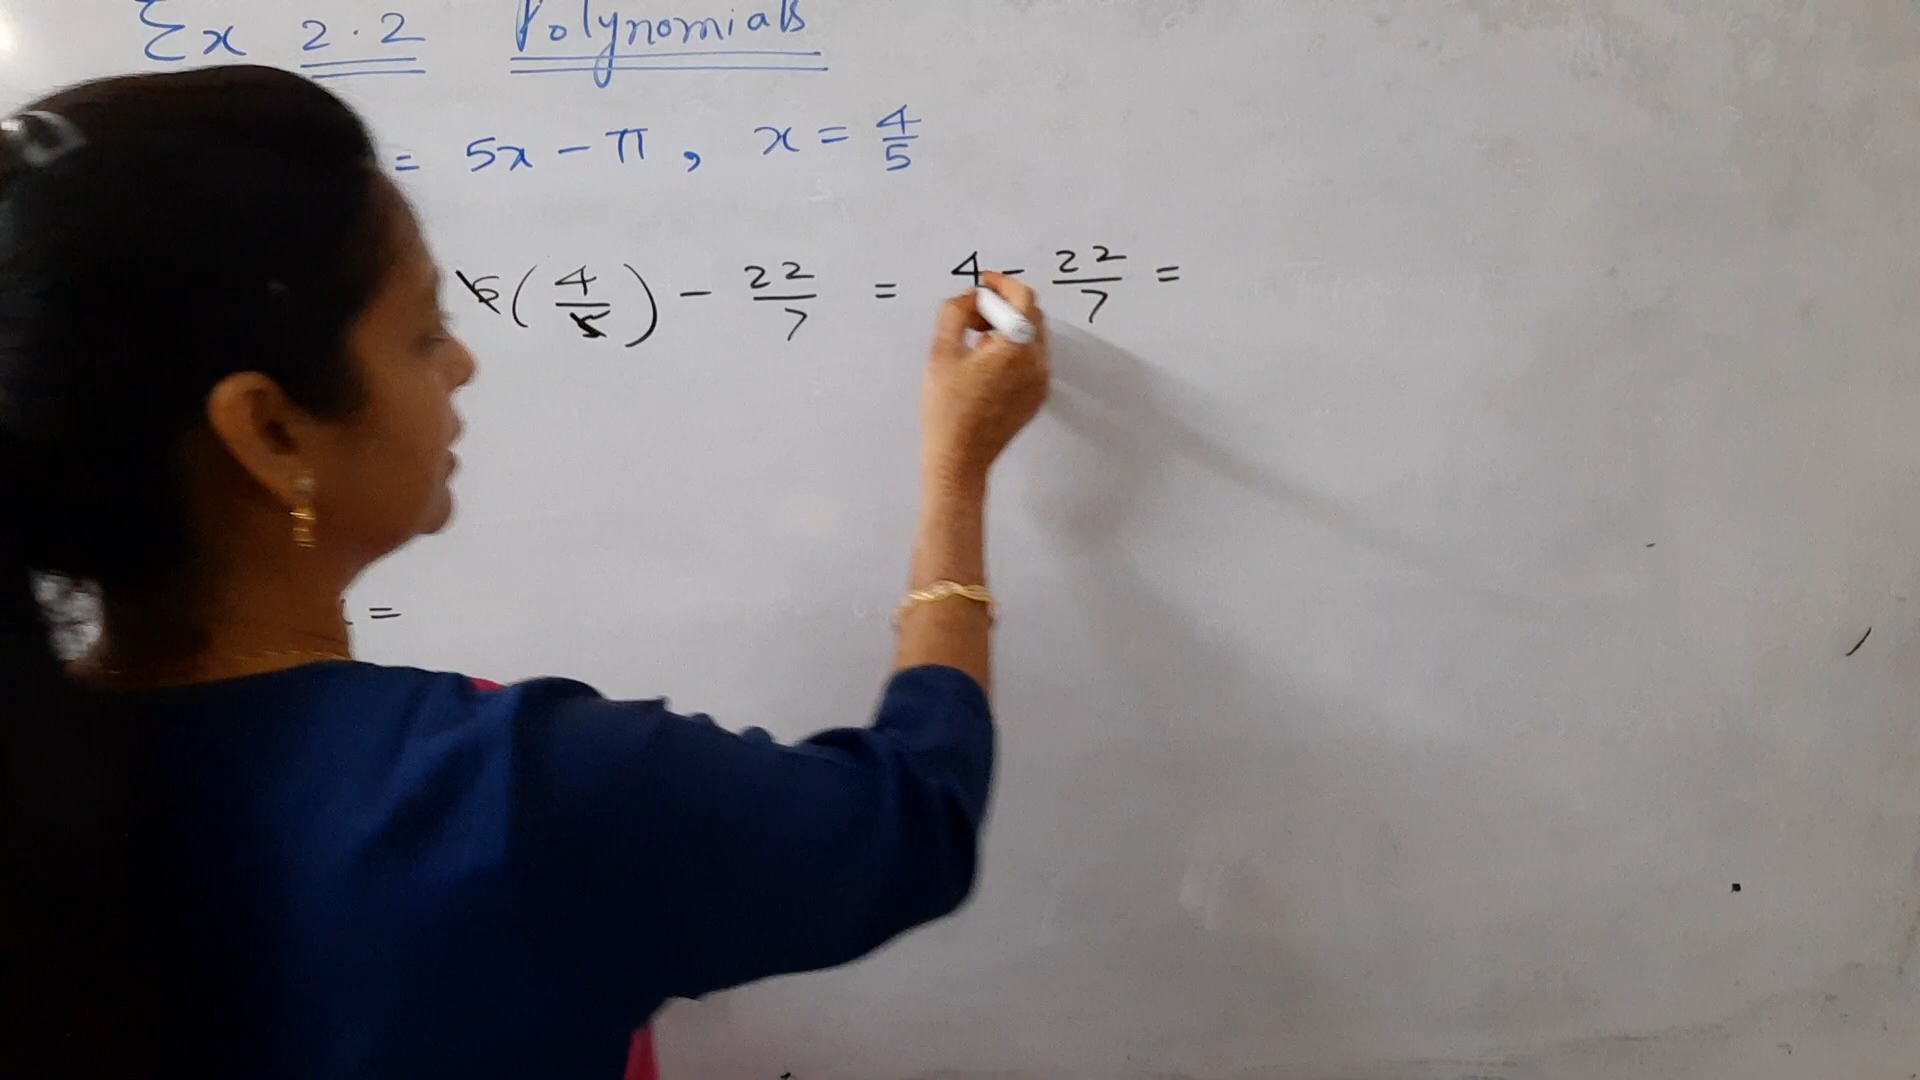 Ex 2.2 Polynomials
= 5x - π, x = 4/5
5(4/5) - 22/7 = 4 - 22/7 =
=